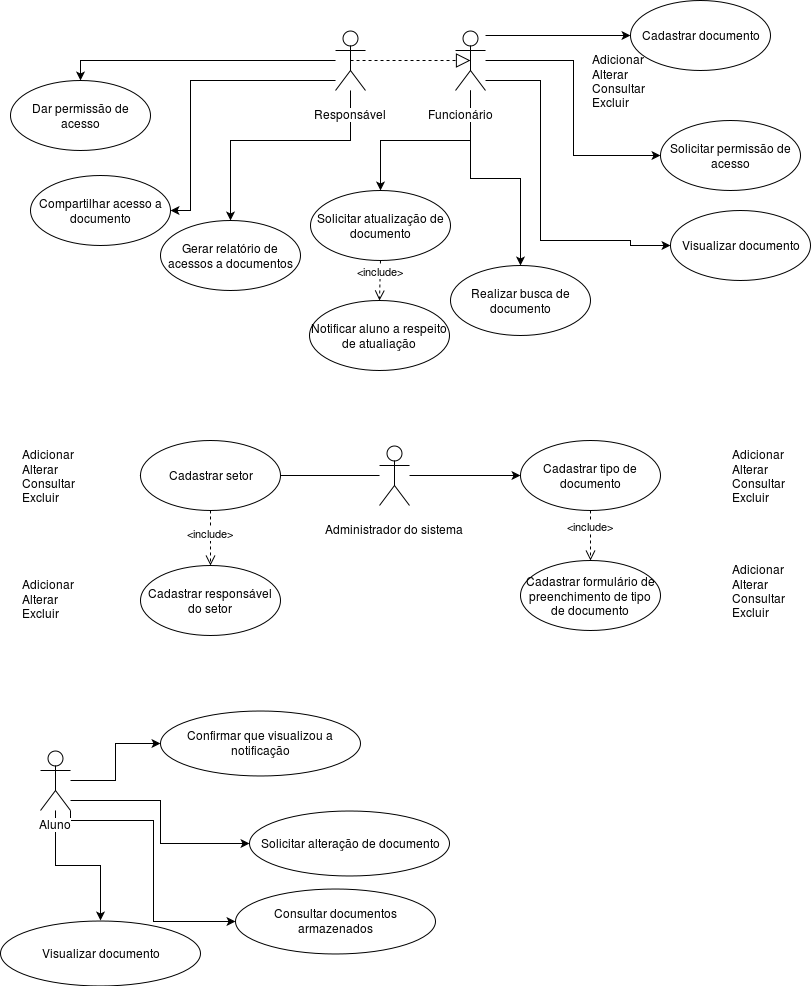 Cadastrar documento
Adicionar
Alterar
Consultar
Excluir
Dar permissão de
acesso
Responsável
Funcionário
Solicitar permissão de
acesso
Compartilhar acesso a
documento
Gerar relatório de
acessos a documentos
Solicitar atualização de
documento
Visualizar documento
<include>
Realizar busca de
documento
Notificar aluno a respeito
de atualiação
Adicionar
Alterar
Consultar
Excluir
Cadastrar setor
Administrador do sistema
Cadastrar tipo de
documento
Adicionar
Alterar
Consultar
Excluir
<include>
<include>
Adicionar
Alterar
Excluir
Cadastrar responsável
do setor
Cadastrar formulário de
preenchimento de tipo
de documento
Adicionar
Alterar
Consultar
Excluir
Confirmar que visualizou a
notificação
Aluno
Solicitar alteração de documento
Consultar documentos
armazenados
Visualizar documento